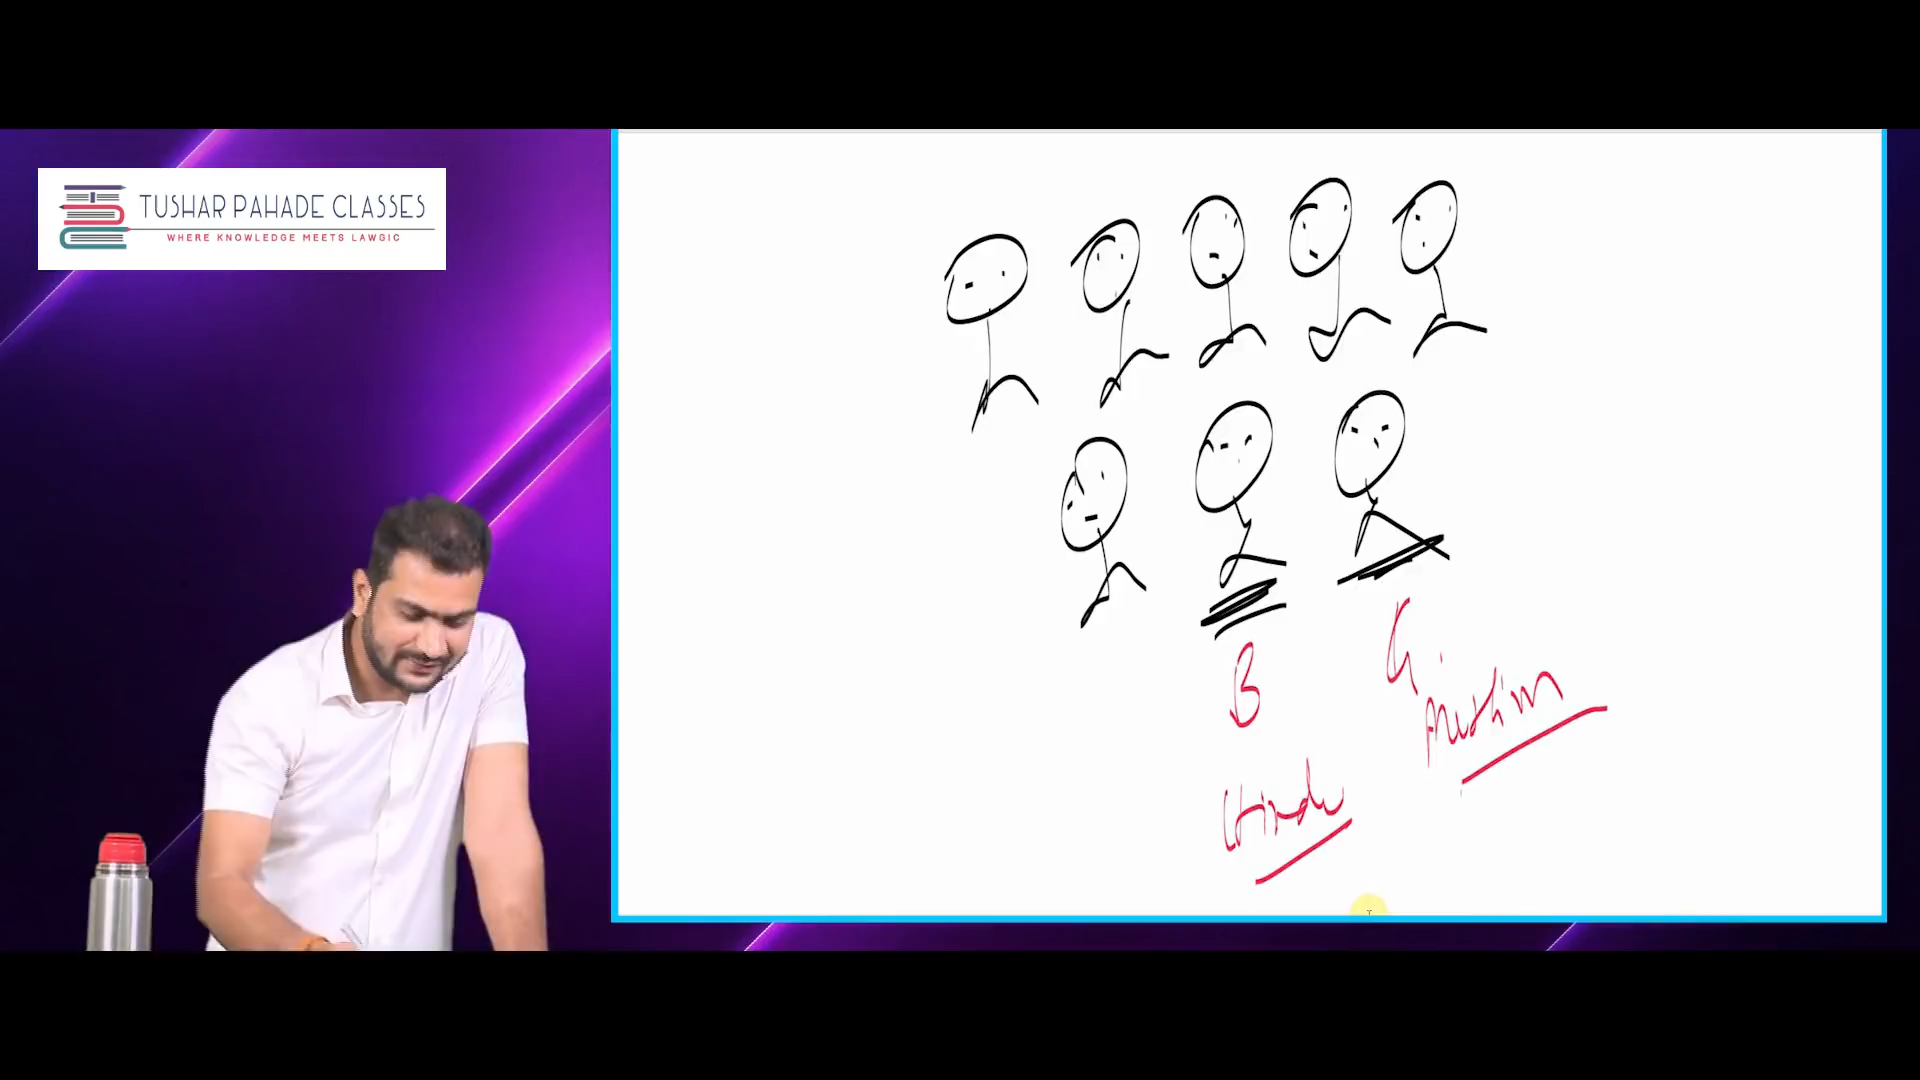 TUSHAR PAHADE CLASSES
WHERE KNOWLEDGE MEETS LAWGIC
B
G
Muslim
Hindu